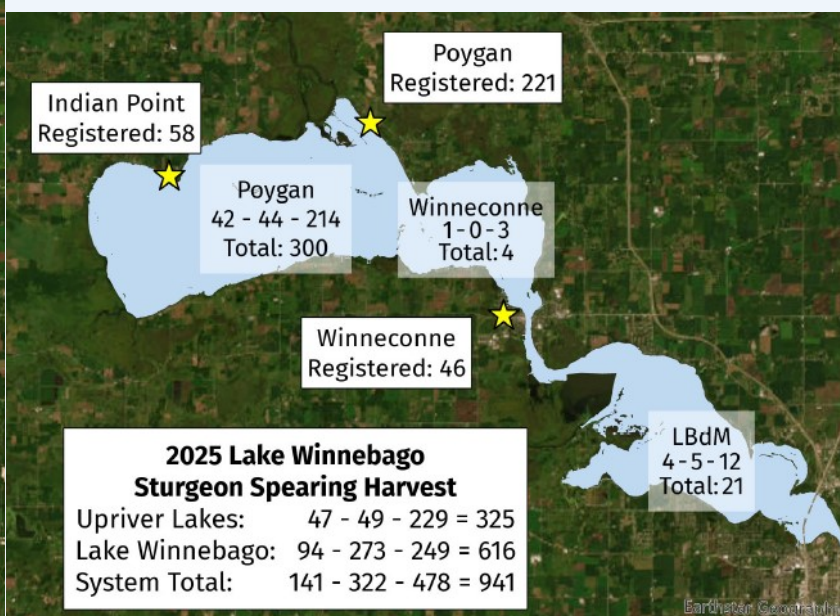 Poygan
Registered: 221
Indian Point
Registered: 58
Poygan
42 - 44 - 214
Total: 300
Winneconne
1 - 0 - 3
Total: 4
Winneconne
Registered: 46
LBdM
4 - 5 - 12
Total: 21
2025 Lake Winnebago
Sturgeon Spearing Harvest
Upriver Lakes: 47 - 49 - 229 = 325
Lake Winnebago: 94 - 273 - 249 = 616
System Total: 141 - 322 - 478 = 941
Earthstar Geographi